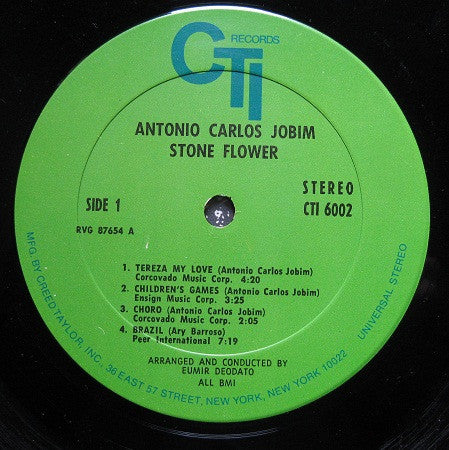 RECORDS
CTI
ANTONIO CARLOS JOBIM
STONE FLOWER
SIDE 1
STEREO
CTI 6002
RVG 87654 A
1. TEREZA MY LOVE (Antonio Carlos Jobim)
Corcovado Music Corp. 4:20
2. CHILDREN'S GAMES (Antonio Carlos Jobim)
Ensign Music Corp. 3:25
3. CHORO (Antonio Carlos Jobim)
Corcovado Music Corp. 2:05
4. BRAZIL (Ary Barroso)
Peer International 7:19
ARRANGED AND CONDUCTED BY
EUMIR DEODATO
ALL BMI
MFG. BY CREED TAYLOR, INC. 36 EAST 57 STREET, NEW YORK, NEW YORK 10022
UNIVERSAL STEREO